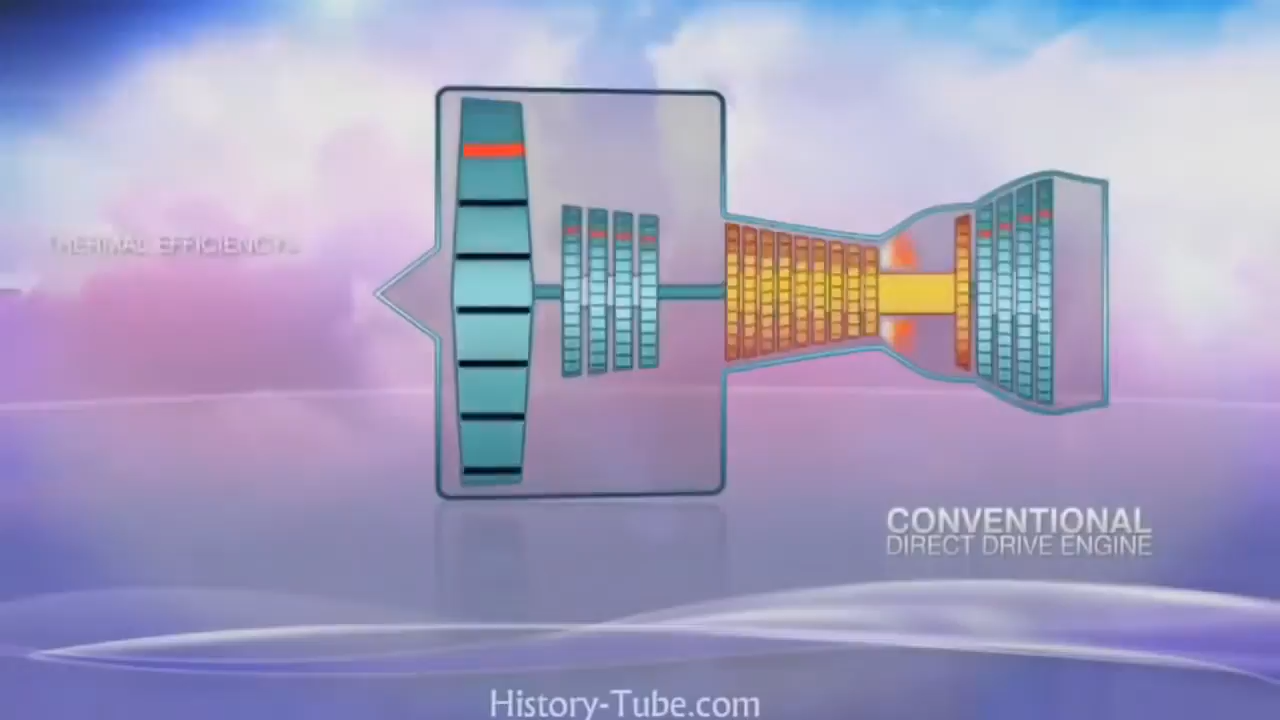 THERMAL EFFICIENCY
CONVENTIONAL
DIRECT DRIVE ENGINE
History-Tube.com